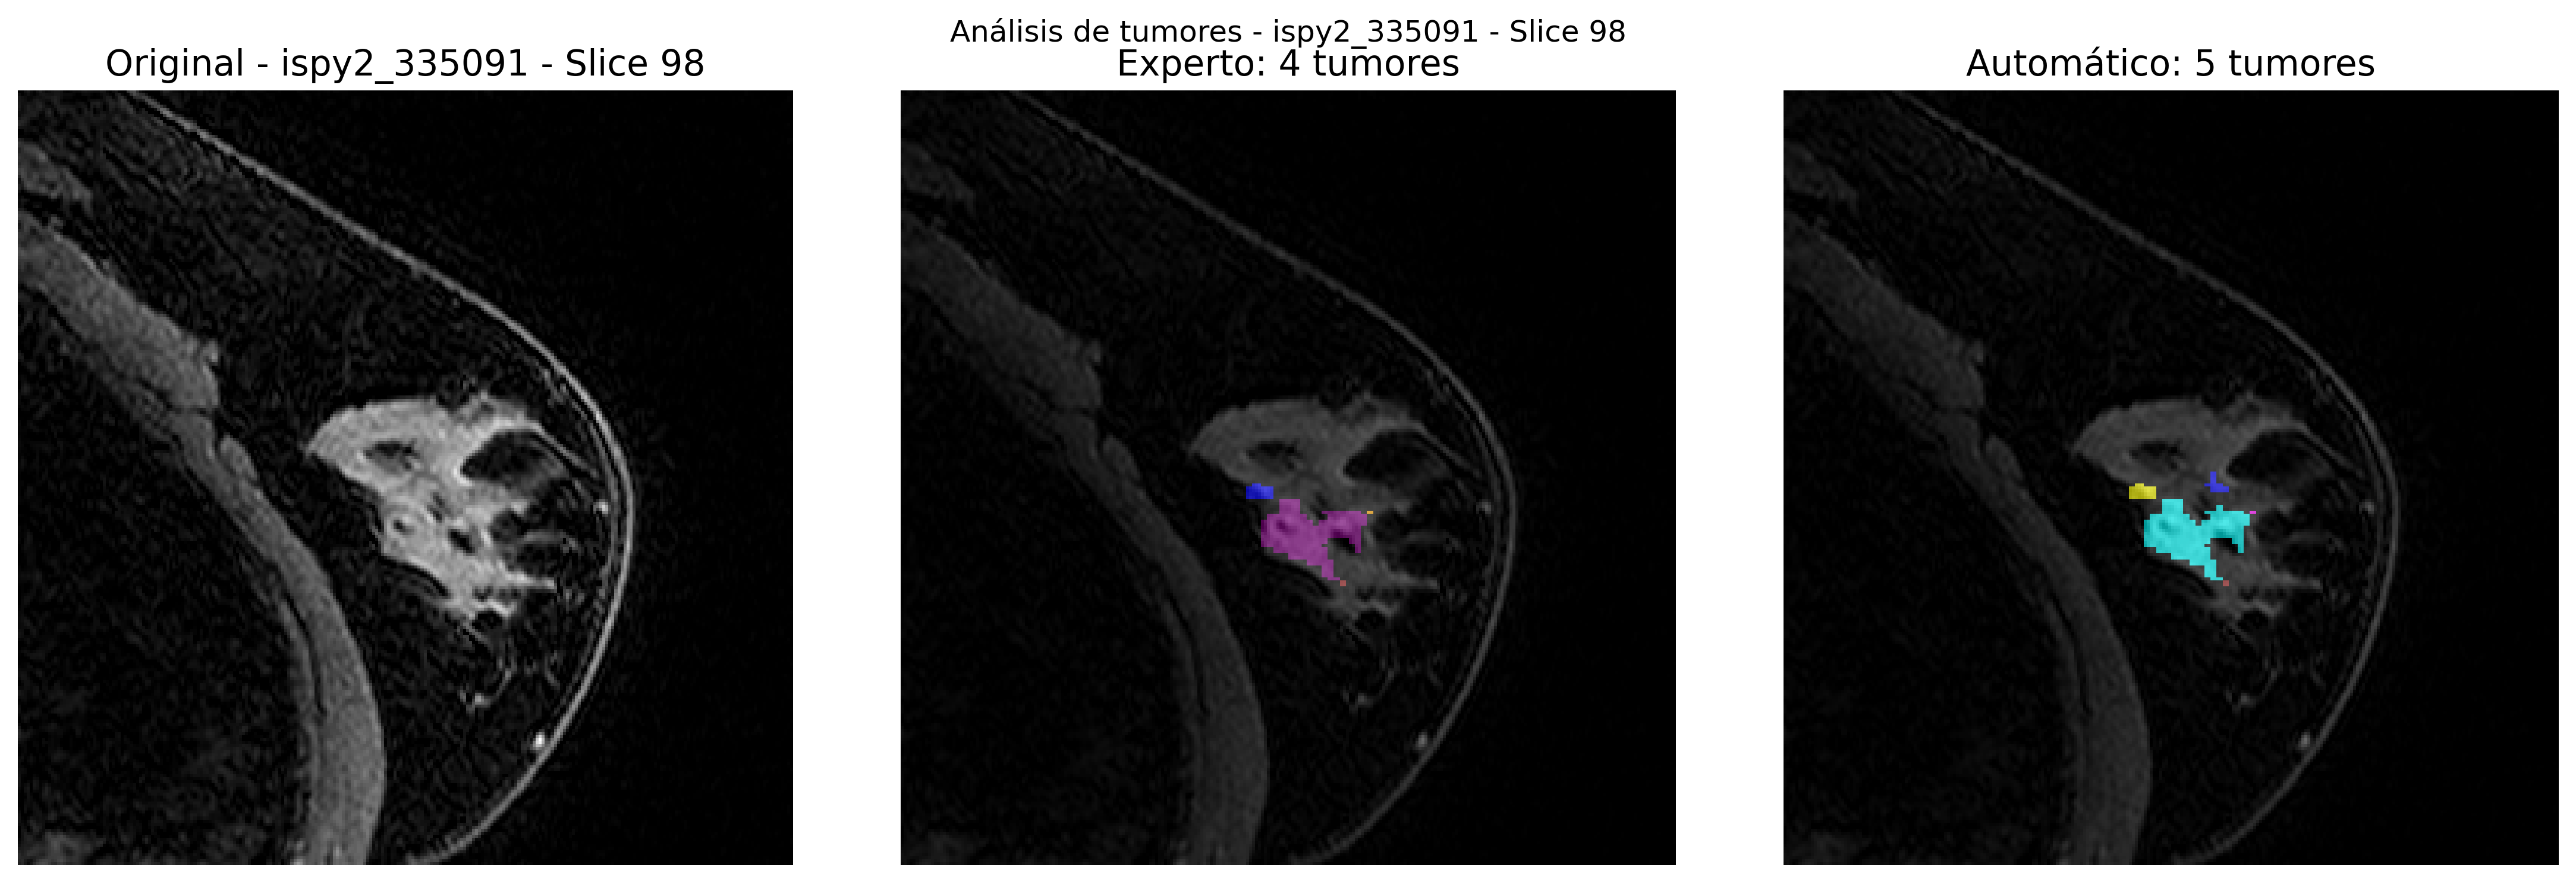 Análisis de tumores - ispy2_335091 - Slice 98
Original - ispy2_335091 - Slice 98
Experto: 4 tumores
Automático: 5 tumores